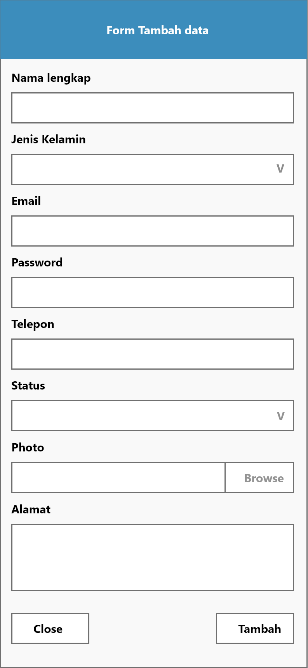 Form Tambah data
Nama lengkap
Jenis Kelamin
V
Email
Password
Telepon
Status
V
Photo
Browse
Alamat
Close
Tambah